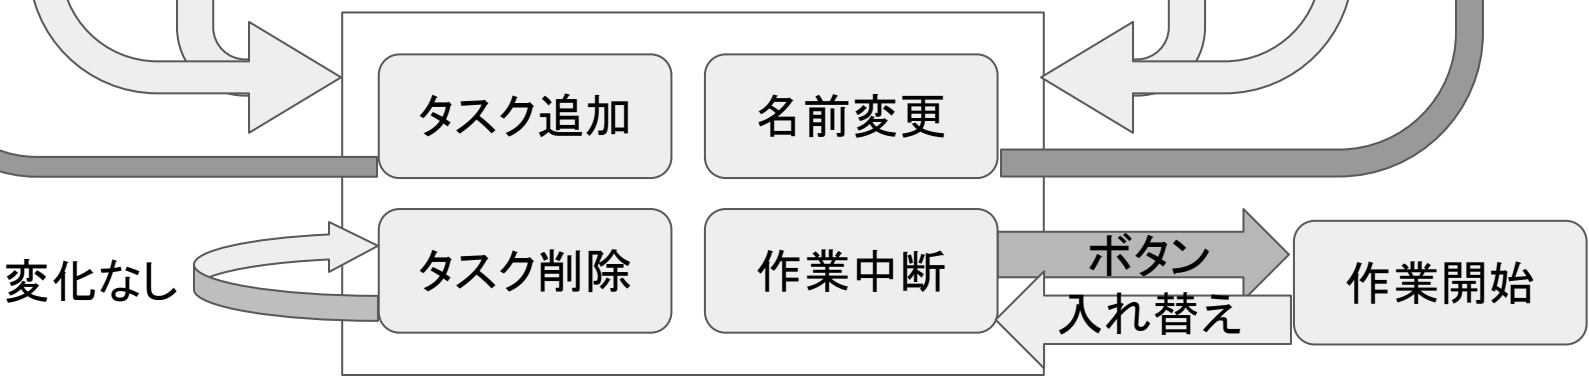 タスク追加
名前変更
変化なし
タスク削除
作業中断
ボタン
入れ替え
作業開始